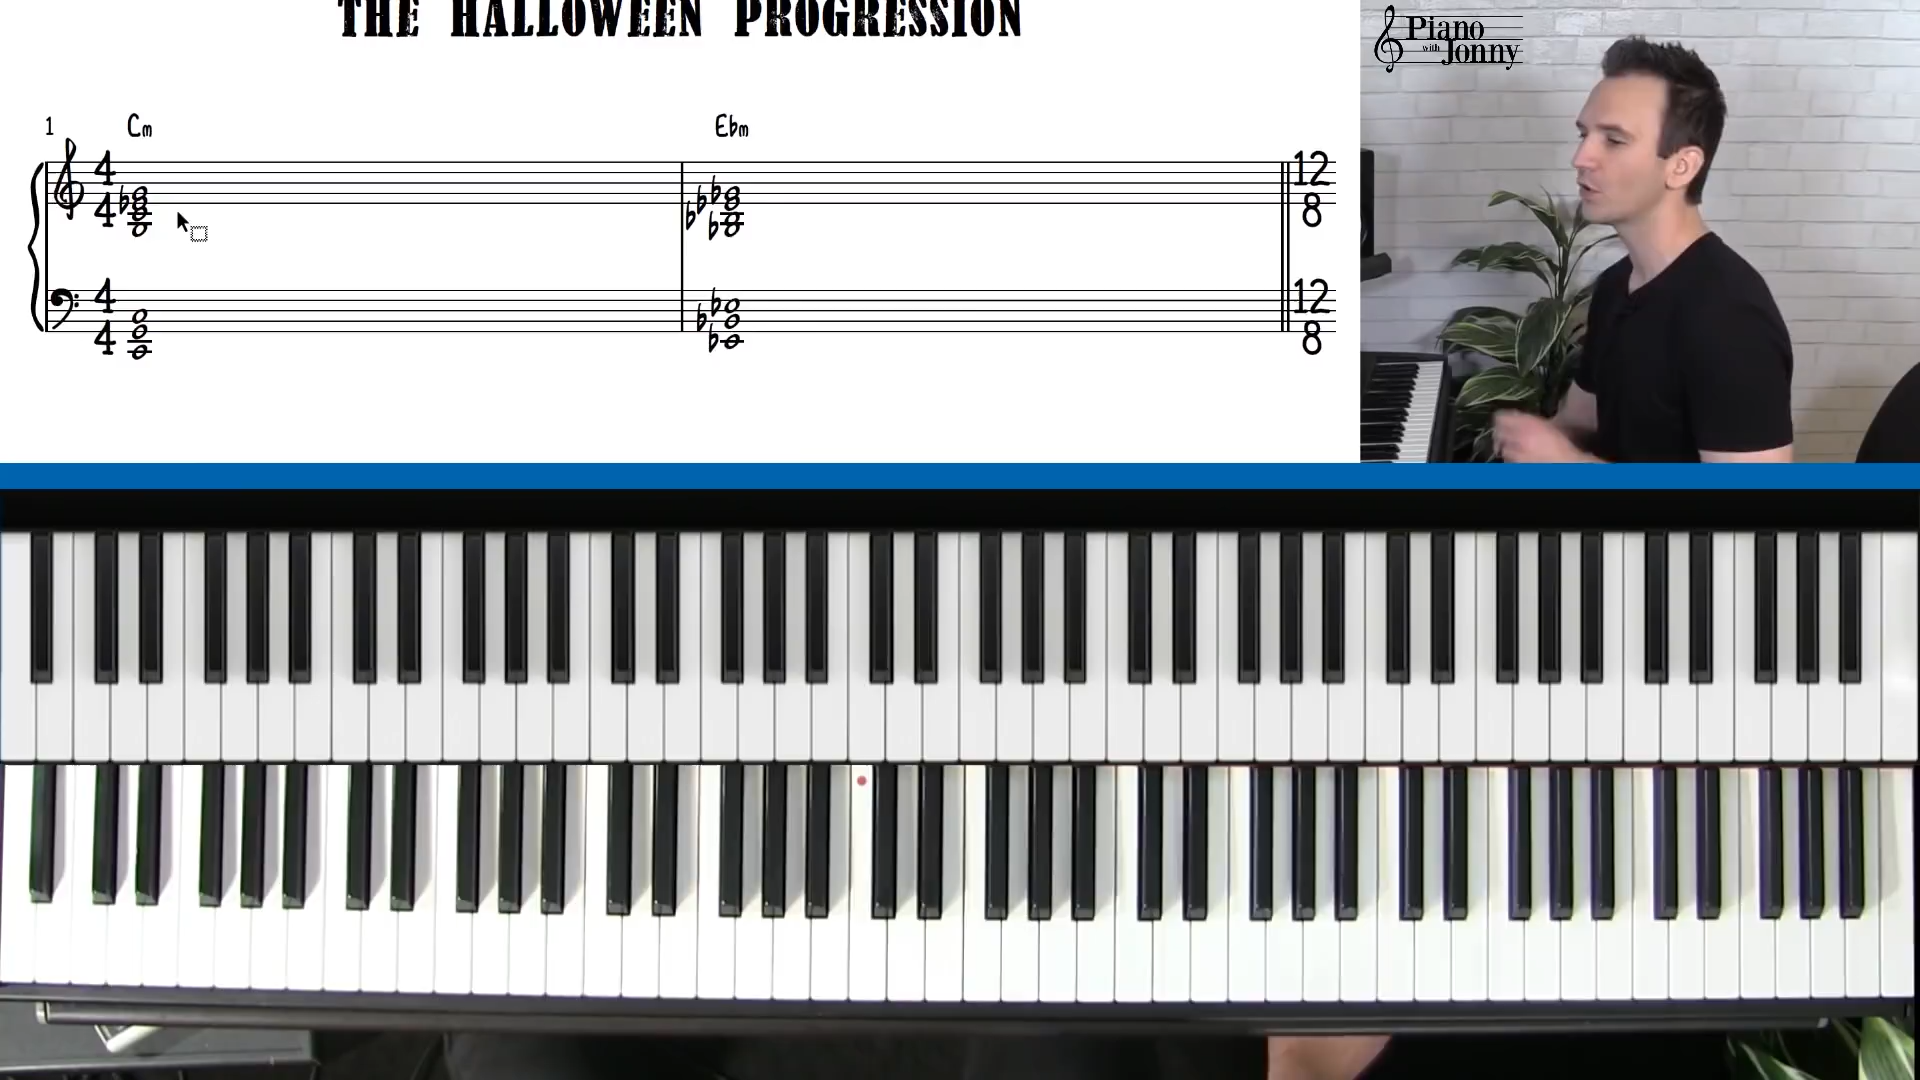 THE HALLOWEEN PROGRESSION
Piano
with
Jonny
1
Cm
Ebm
4
4
12
8
4
4
12
8